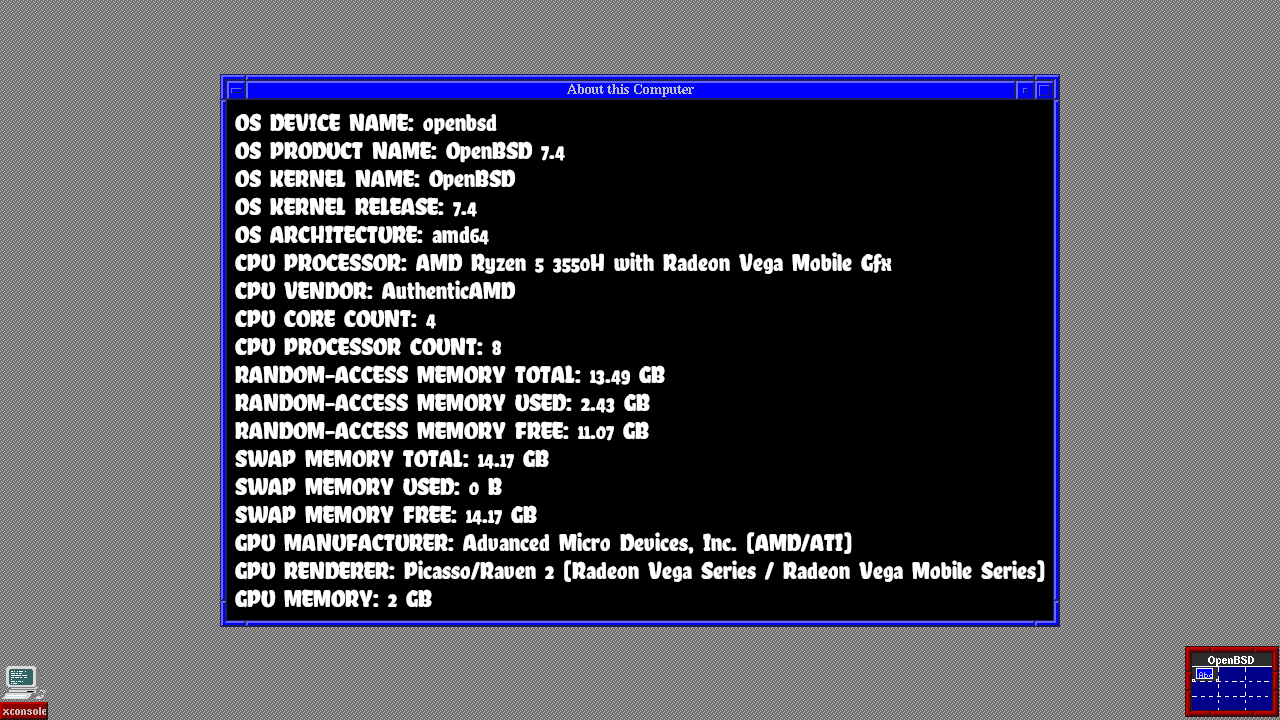 About this Computer
OS DEVICE NAME: openbsd
OS PRODUCT NAME: OpenBSD 7.4
OS KERNEL NAME: OpenBSD
OS KERNEL RELEASE: 7.4
OS ARCHITECTURE: amd64
CPU PROCESSOR: AMD Ryzen 5 3550H with Radeon Vega Mobile Gfx
CPU VENDOR: AuthenticAMD
CPU CORE COUNT: 4
CPU PROCESSOR COUNT: 8
RANDOM-ACCESS MEMORY TOTAL: 13.49 GB
RANDOM-ACCESS MEMORY USED: 2.43 GB
RANDOM-ACCESS MEMORY FREE: 11.07 GB
SWAP MEMORY TOTAL: 14.17 GB
SWAP MEMORY USED: 0 B
SWAP MEMORY FREE: 14.17 GB
GPU MANUFACTURER: Advanced Micro Devices, Inc. [AMD/ATI]
GPU RENDERER: Picasso/Raven 2 [Radeon Vega Series / Radeon Vega Mobile Series]
GPU MEMORY: 2 GB
OpenBSD
Abo
xconsole